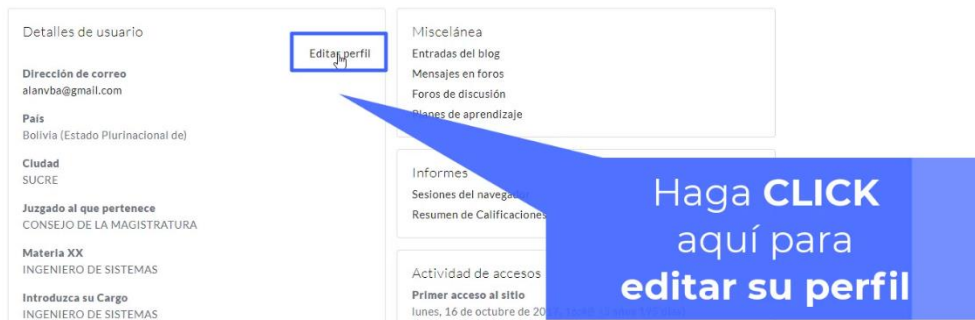 Detalles de usuario
Editar perfil
Dirección de correo
alanvba@gmail.com
País
Bolivia (Estado Plurinacional de)
Ciudad
SUCRE
Juzgado al que pertenece
CONSEJO DE LA MAGISTRATURA
Materia XX
INGENIERO DE SISTEMAS
Introduzca su Cargo
INGENIERO DE SISTEMAS
Miscelánea
Entradas del blog
Mensajes en foros
Foros de discusión
Planes de aprendizaje
Informes
Sesiones del navegador
Resumen de Calificaciones
Actividad de accesos
Primer acceso al sitio
lunes, 16 de octubre de
Haga CLICK
aquí para
editar su perfil